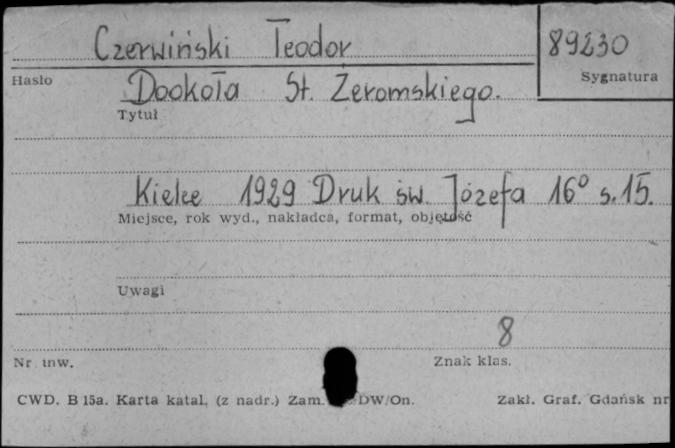 Czerwiński Teodor 89230
Hasło Sygnatura
Dookoła St. Żeromskiego.
Tytuł
Kielce 1929 Druk św. Józefa 16° s. 15.
Miejsce, rok wyd., nakładca, format, objętość
Uwagi
8
Nr inw. Znak klas.
CWD. B 15a. Karta katal. (z nadr.) Zam. DW/On. Zakł. Graf. Gdańsk nr